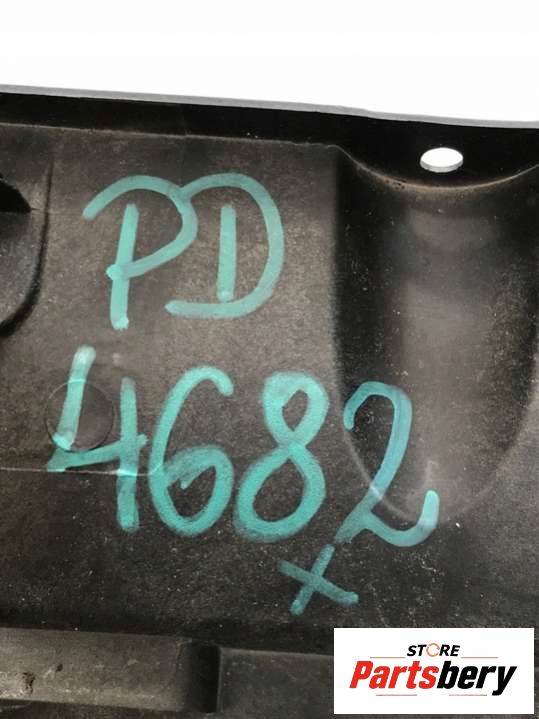 PD
4682
x
STORE
Partsbery